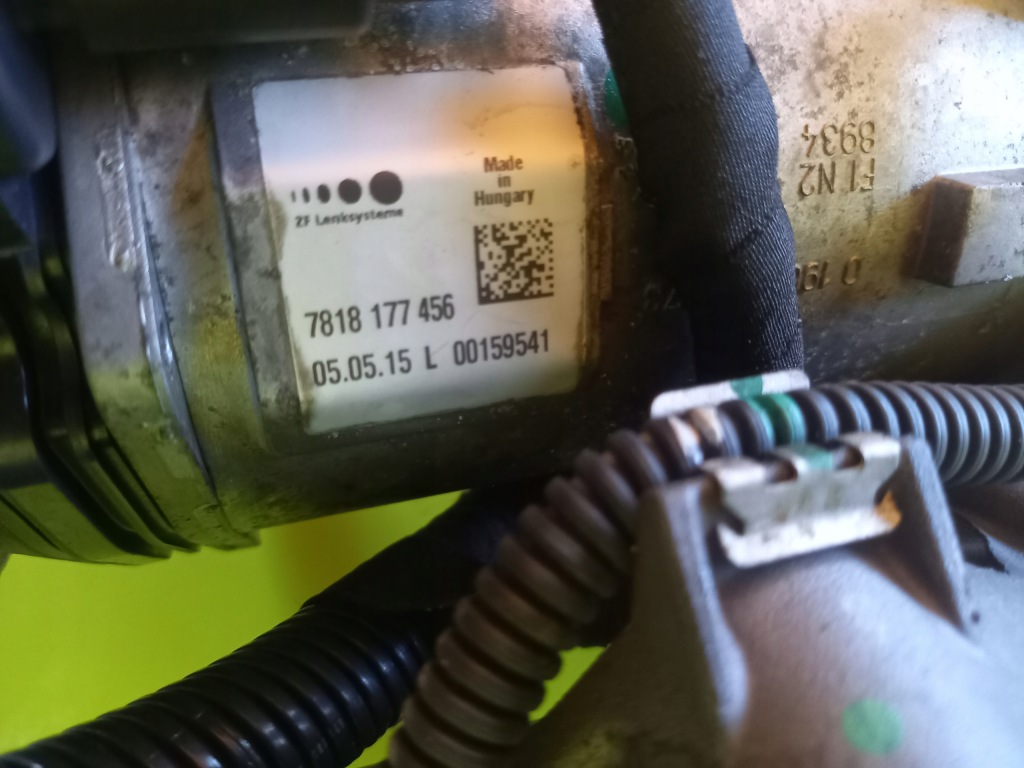 ZF Lenksysteme
Made
in
Hungary
7818 177 456
05.05.15 L 00159541
FI N2
8934